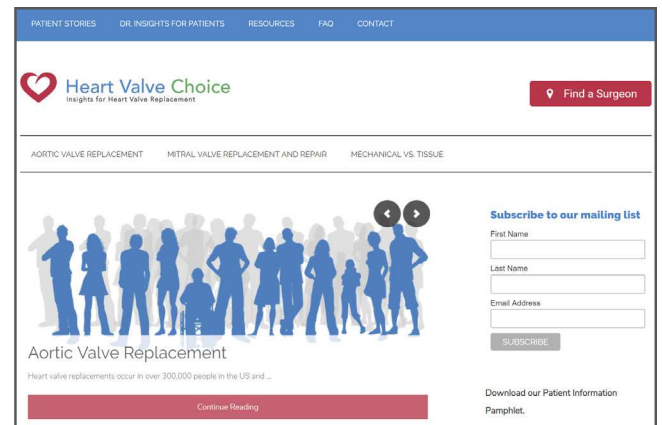 PATIENT STORIES DR. INSIGHTS FOR PATIENTS RESOURCES FAQ CONTACT
Heart Valve Choice
Insights for Heart Valve Replacement
Find a Surgeon
AORTIC VALVE REPLACEMENT MITRAL VALVE REPLACEMENT AND REPAIR MECHANICAL VS. TISSUE
Aortic Valve Replacement
Heart valve replacements occur in over 300,000 people in the US and ...
Continue Reading
Subscribe to our mailing list
First Name
Last Name
Email Address
SUBSCRIBE
Download our Patient Information
Pamphlet.